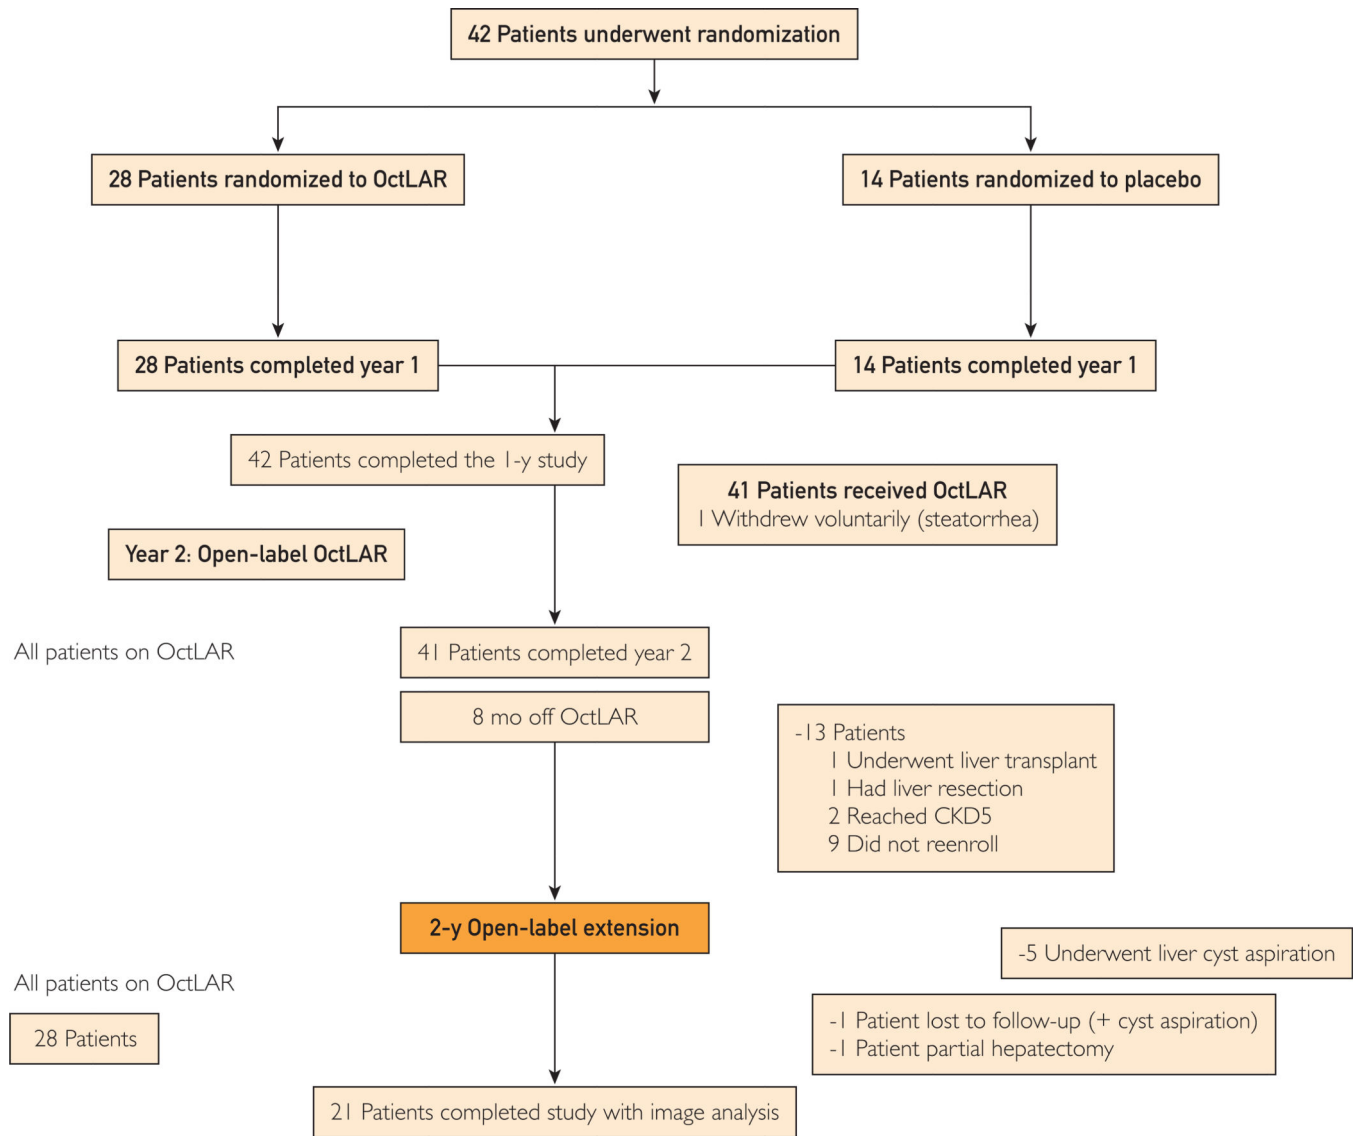 42 Patients underwent randomization
28 Patients randomized to OctLAR
14 Patients randomized to placebo
28 Patients completed year 1
14 Patients completed year 1
42 Patients completed the 1-y study
41 Patients received OctLAR
1 Withdrew voluntarily (steatorrhea)
Year 2: Open-label OctLAR
All patients on OctLAR
41 Patients completed year 2
8 mo off OctLAR
-13 Patients
1 Underwent liver transplant
1 Had liver resection
2 Reached CKD5
9 Did not reenroll
2-y Open-label extension
-5 Underwent liver cyst aspiration
All patients on OctLAR
28 Patients
-1 Patient lost to follow-up (+ cyst aspiration)
-1 Patient partial hepatectomy
21 Patients completed study with image analysis